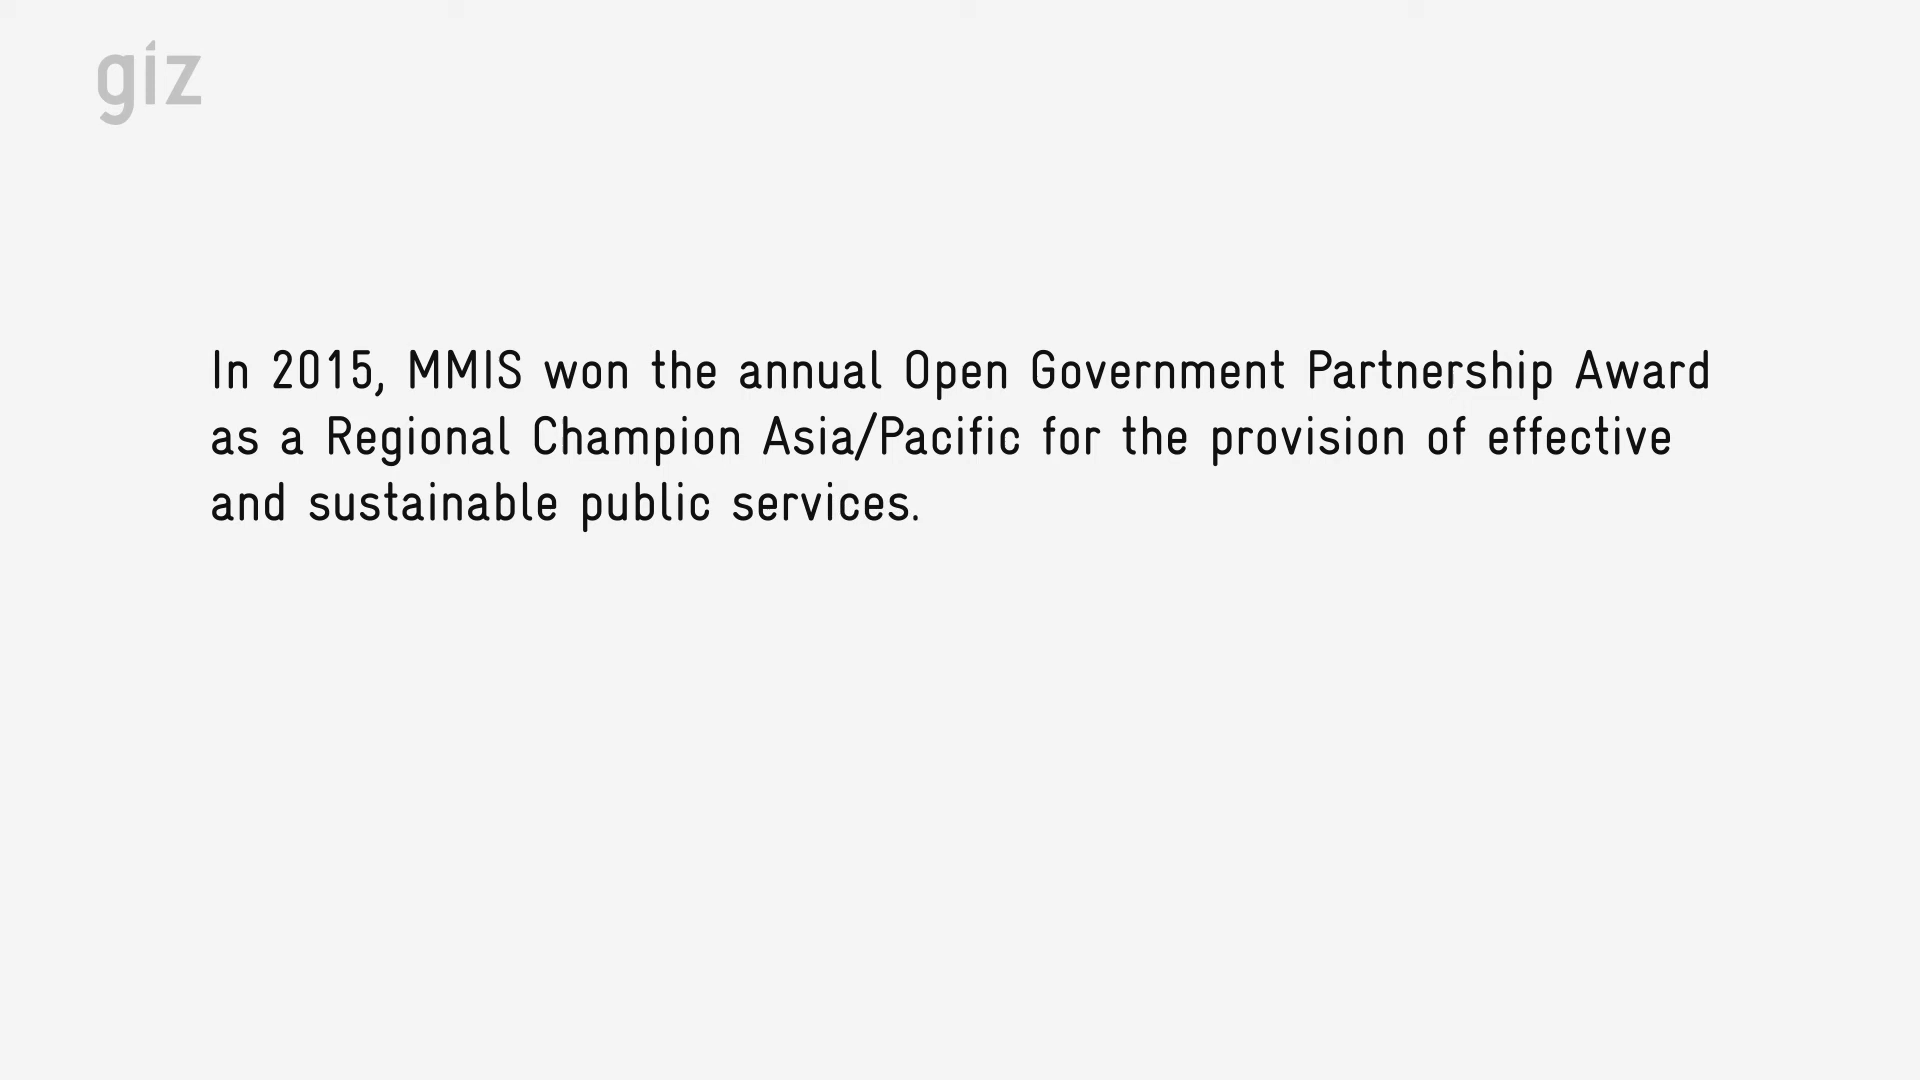 giz
In 2015, MMIS won the annual Open Government Partnership Award
as a Regional Champion Asia/Pacific for the provision of effective
and sustainable public services.